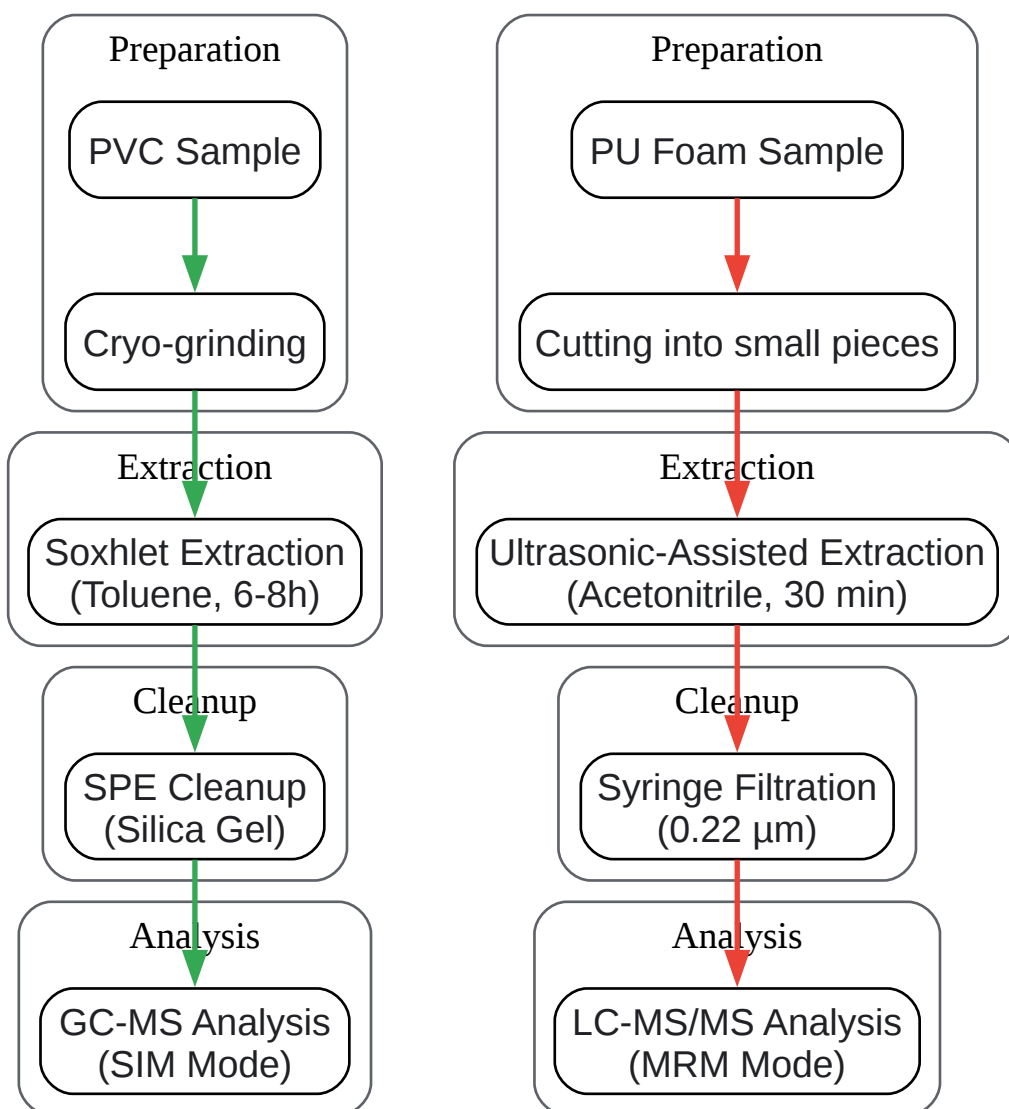 Preparation
PVC Sample
Cryo-grinding
Extraction
Soxhlet Extraction
(Toluene, 6-8h)
Cleanup
SPE Cleanup
(Silica Gel)
Analysis
GC-MS Analysis
(SIM Mode)
Preparation
PU Foam Sample
Cutting into small pieces
Extraction
Ultrasonic-Assisted Extraction
(Acetonitrile, 30 min)
Cleanup
Syringe Filtration
(0.22 µm)
Analysis
LC-MS/MS Analysis
(MRM Mode)